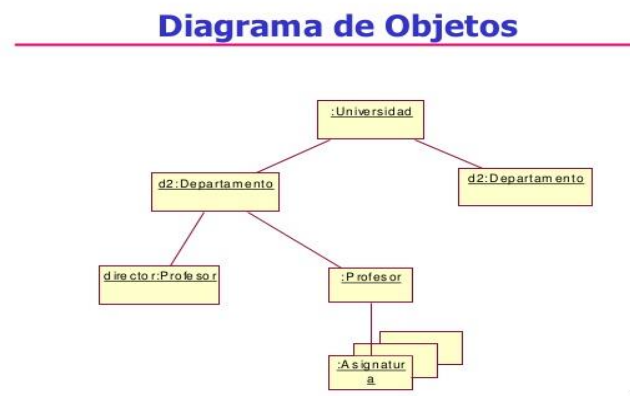 Diagrama de Objetos
:Universidad
d2:Departamento
d2:Departamento
director:Profesor
:Profesor
:Asignatur
a